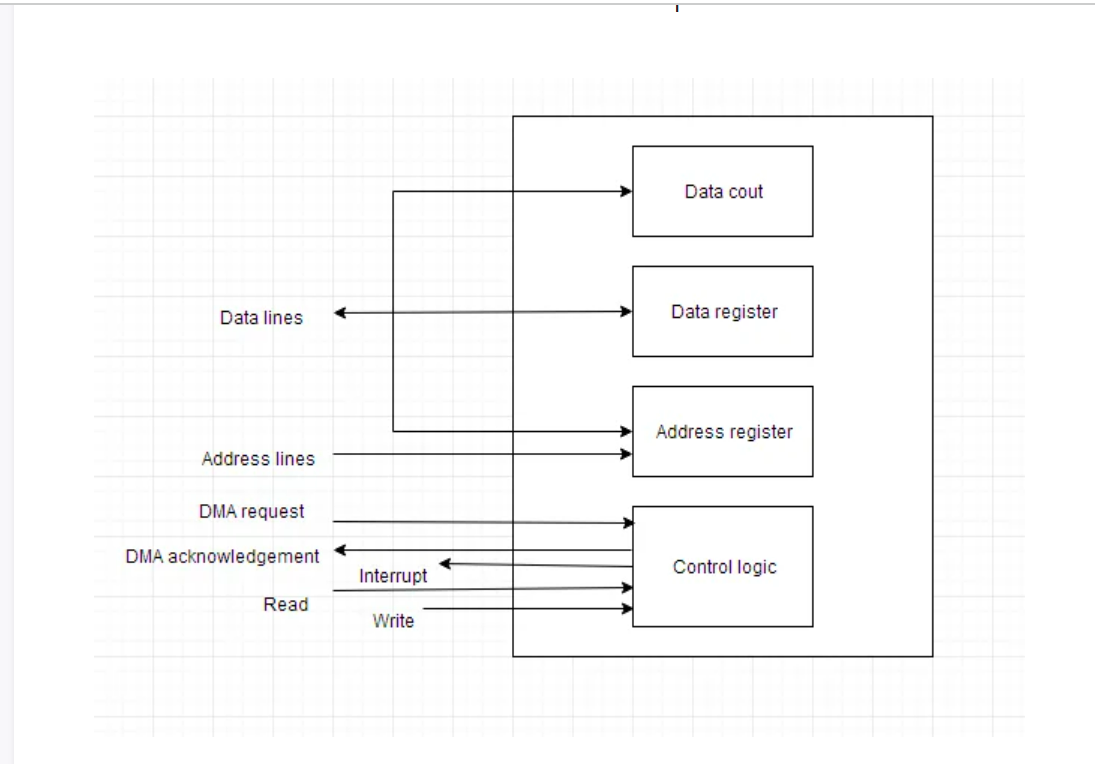 Data cout
Data register
Data lines
Address register
Address lines
DMA request
DMA acknowledgement
Control logic
Interrupt
Read
Write